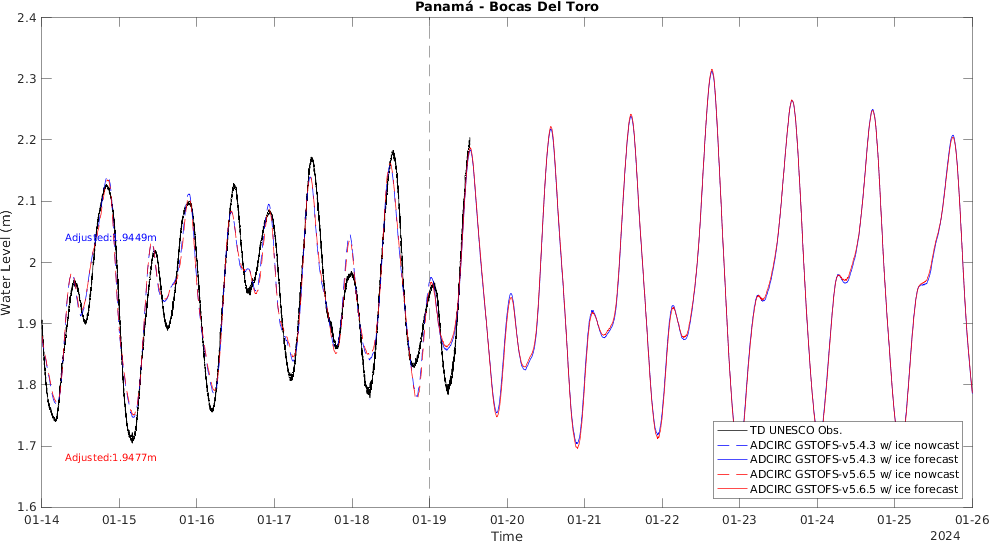 Panamá - Bocas Del Toro
Water Level (m)
2.4
2.3
2.2
2.1
2
1.9
1.8
1.7
1.6
Adjusted:1.9449m
Adjusted:1.9477m
TD UNESCO Obs.
ADCIRC GSTOFS-v5.4.3 w/ ice nowcast
ADCIRC GSTOFS-v5.4.3 w/ ice forecast
ADCIRC GSTOFS-v5.6.5 w/ ice nowcast
ADCIRC GSTOFS-v5.6.5 w/ ice forecast
01-14 01-15 01-16 01-17 01-18 01-19 01-20 01-21 01-22 01-23 01-24 01-25 01-26
Time
2024